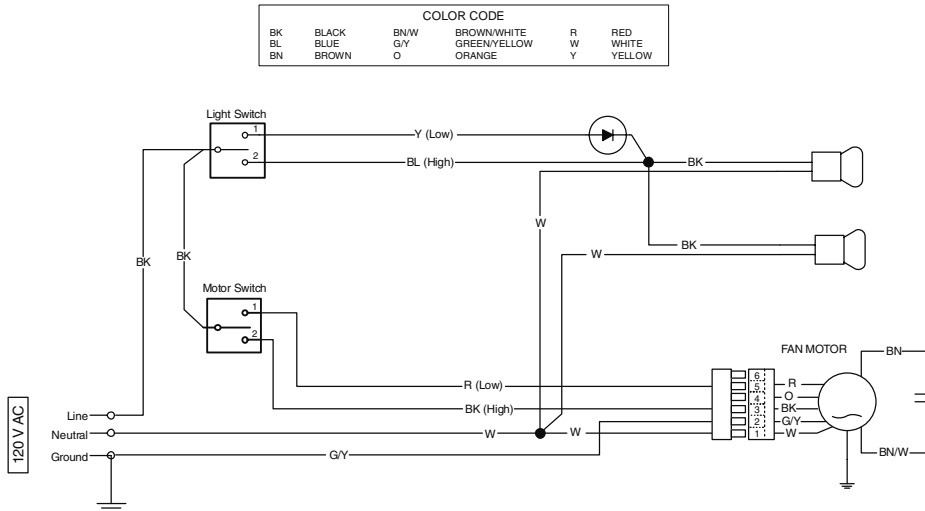 COLOR CODE
BK BLACK BN/W BROWN/WHITE R RED
BL BLUE G/Y GREEN/YELLOW W WHITE
BN BROWN O ORANGE Y YELLOW
Light Switch
1
Y (Low)
2
BL (High)
BK
W
BK
BK
BK
W
Motor Switch
1
2
FAN MOTOR
BN
6
R (Low)
5
R
4
O
BK (High)
3
BK
Line
2
G/Y
Neutral
W
W
1
W
Ground
G/Y
BN/W
120 V AC